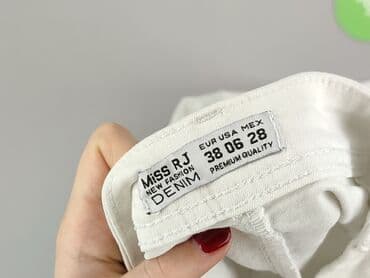 MiSS RJ
NEW FASHION
DENIM
EUR USA MEX
38 06 28
PREMIUM QUALITY